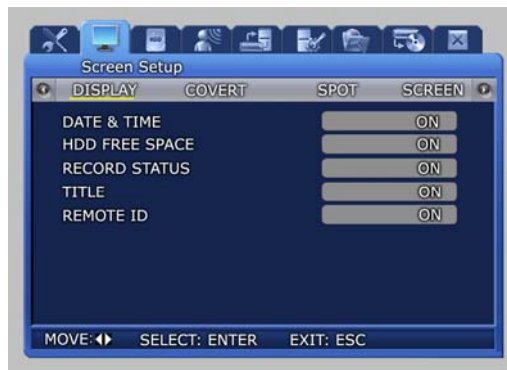 Screen Setup
DISPLAY COVERT SPOT SCREEN
DATE & TIME ON
HDD FREE SPACE ON
RECORD STATUS ON
TITLE ON
REMOTE ID ON
MOVE: SELECT: ENTER EXIT: ESC